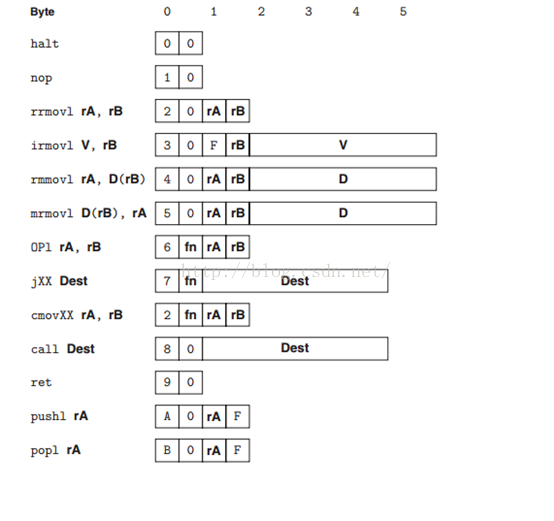 Byte 0 1 2 3 4 5
halt 0 0
nop 1 0
rrmovl rA, rB 2 0 rA rB
irmovl V, rB 3 0 F rB V
rmmovl rA, D(rB) 4 0 rA rB D
mrmovl D(rB), rA 5 0 rA rB D
OPl rA, rB 6 fn rA rB
http://blog.csdn.net/
jXX Dest 7 fn Dest
cmovXX rA, rB 2 fn rA rB
call Dest 8 0 Dest
ret 9 0
pushl rA A 0 rA F
popl rA B 0 rA F